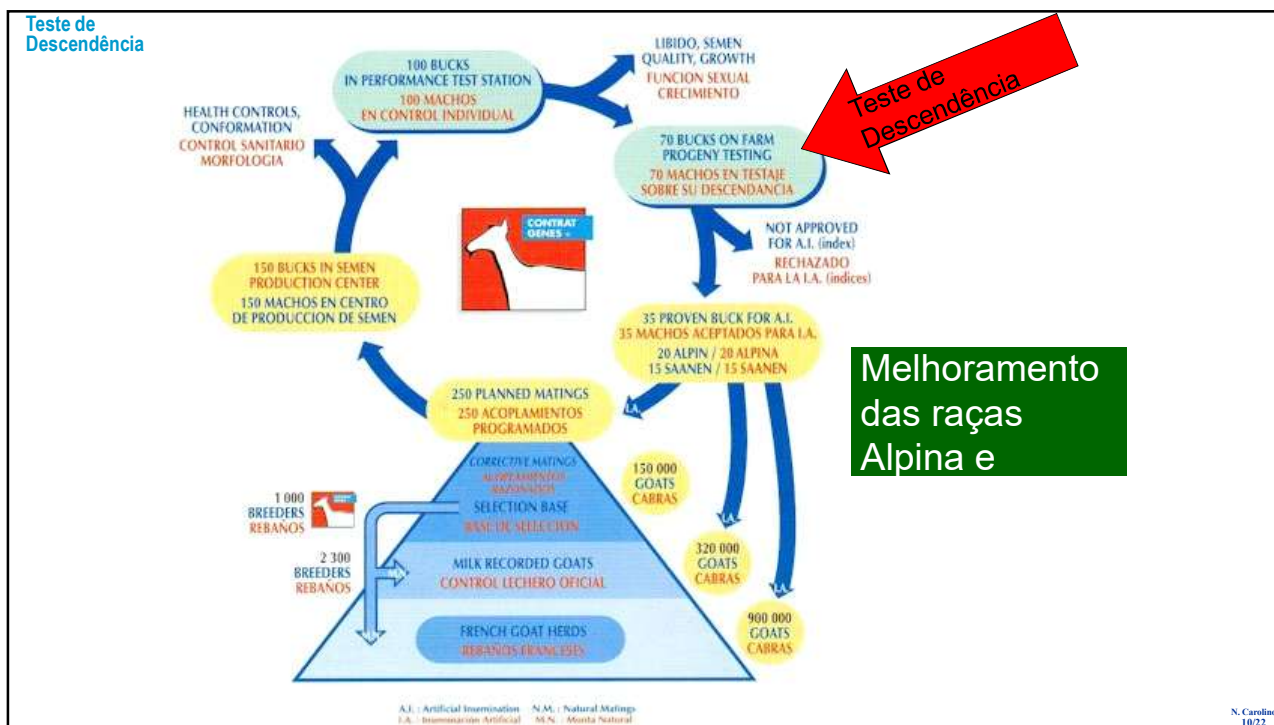 Teste de
Descendência
100 BUCKS
IN PERFORMANCE TEST STATION
100 MACHOS
EN CONTROL INDIVIDUAL
LIBIDO, SEMEN
QUALITY, GROWTH
FUNCION SEXUAL
CRECIMIENTO
Teste de
Descendência
HEALTH CONTROLS,
CONFORMATION
CONTROL SANITARIO
MORFOLOGIA
70 BUCKS ON FARM
PROGENY TESTING
70 MACHOS EN TESTAJE
SOBRE SU DESCENDANCIA
CONTRAT
GENES
NOT APPROVED
FOR A.I. (index)
RECHAZADO
PARA LA I.A. (indices)
150 BUCKS IN SEMEN
PRODUCTION CENTER
150 MACHOS EN CENTRO
DE PRODUCCION DE SEMEN
35 PROVEN BUCK FOR A.I.
35 MACHOS ACEPTADOS PARA I.A.
20 ALPIN / 20 ALPINA
15 SAANEN / 15 SAANEN
Melhoramento
das raças
Alpina e
250 PLANNED MATINGS
250 ACOPLAMIENTOS
PROGRAMADOS
I.A.
CORRECTIVE MATINGS
ACOPLAMIENTOS
RAZONADOS
SELECTION BASE
BASE DE SELECCION
150 000
GOATS
CABRAS
1 000
BREEDERS
REBAÑOS
2 300
BREEDERS
REBAÑOS
M.N.
MILK RECORDED GOATS
CONTROL LECHERO OFICIAL
I.A.
320 000
GOATS
CABRAS
M.N.
FRENCH GOAT HERDS
REBAÑOS FRANCESES
I.A.
900 000
GOATS
CABRAS
A.I. : Artificial Insemination N.M. : Natural Matings
I.A. : Inseminación Artificial M.N. : Monta Natural
N. Carolino
10/22